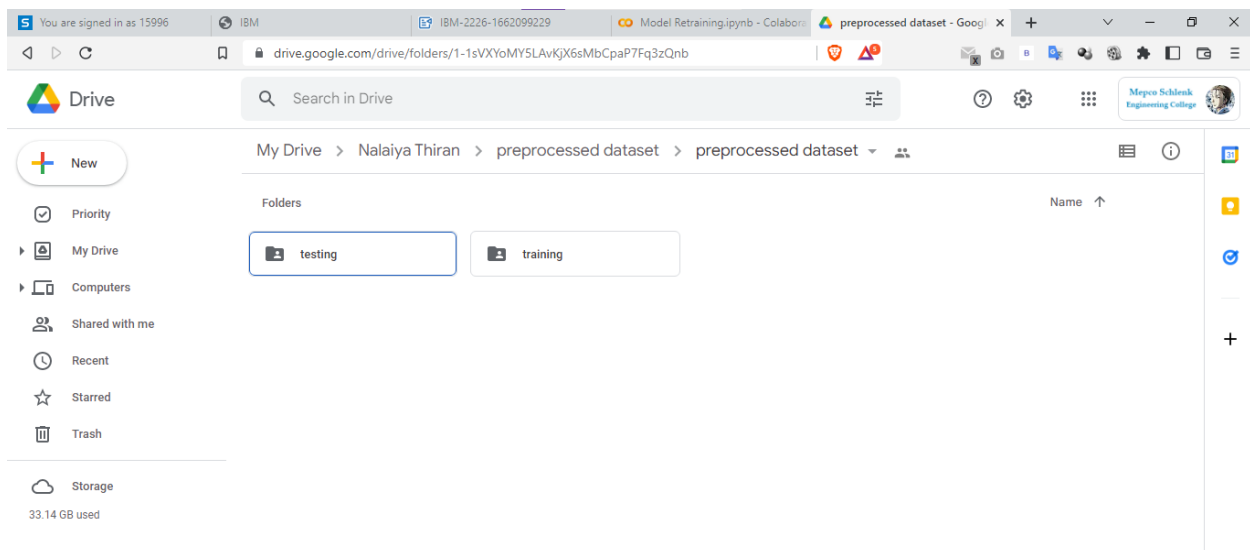 S You are signed in as 15996
IBM
IBM-2226-1662099229
Model Retraining.ipynb - Colabora
preprocessed dataset - Googl
drive.google.com/drive/folders/1-1sVXYoMY5LAvKjX6sMbCpaP7Fq3zQnb
5
X
B
Drive
Search in Drive
Mepco Schlenk
Engineering College
New
My Drive > Nalaiya Thiran > preprocessed dataset > preprocessed dataset
31
Folders
Name
Priority
My Drive
Computers
Shared with me
Recent
Starred
Trash
Storage
33.14 GB used
testing
training